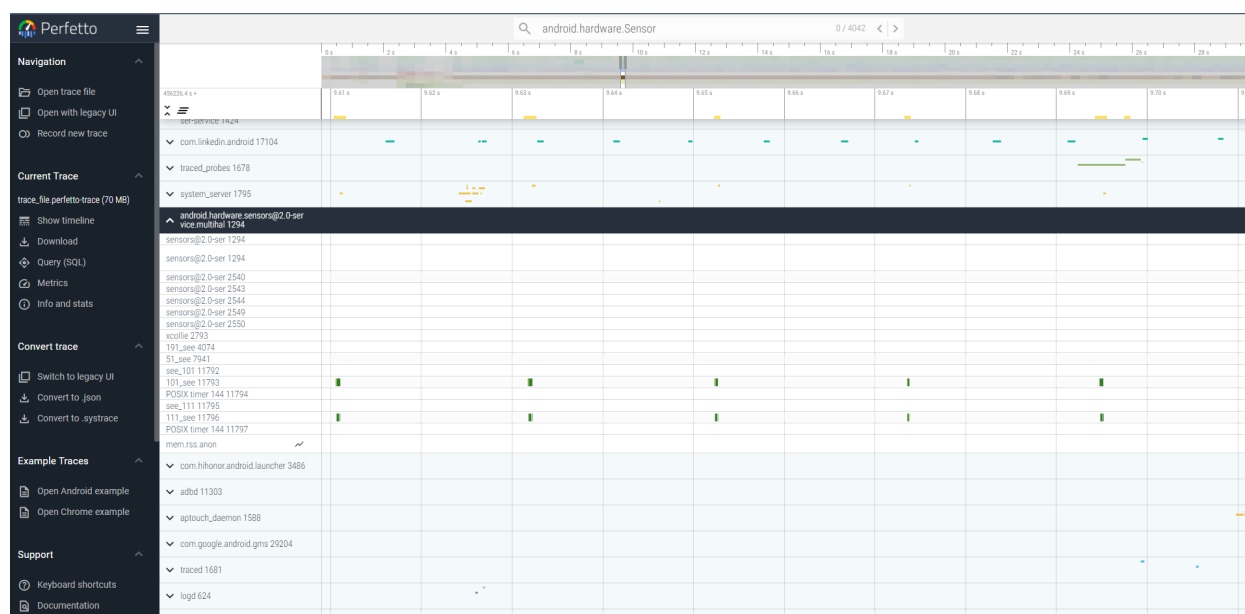 Perfetto
android.hardware.Sensor
0 / 4042
Navigation
Open trace file
Open with legacy UI
Record new trace
Current Trace
trace_file.perfetto-trace (70 MB)
Show timeline
Download
Query (SQL)
Metrics
Info and stats
Convert trace
Switch to legacy UI
Convert to .json
Convert to .systrace
Example Traces
Open Android example
Open Chrome example
Support
Keyboard shortcuts
Documentation
0 s 2 s 4 s 6 s 8 s 10 s 12 s 14 s 16 s 18 s 20 s 22 s 24 s 26 s 28 s
456226.4 s +
9.61 s 9.62 s 9.63 s 9.64 s 9.65 s 9.66 s 9.67 s 9.68 s 9.69 s 9.70 s
ser-service 1424
com.linkedin.android 17104
traced_probes 1678
system_server 1795
android.hardware.sensors@2.0-ser
vice.multihal 1294
sensors@2.0-ser 1294
sensors@2.0-ser 1294
sensors@2.0-ser 2540
sensors@2.0-ser 2543
sensors@2.0-ser 2544
sensors@2.0-ser 2549
sensors@2.0-ser 2550
xcollie 2793
191_see 4074
51_see 7941
see_101 11792
101_see 11793
POSIX timer 144 11794
see_111 11795
111_see 11796
POSIX timer 144 11797
mem.rss.anon
com.hihonor.android.launcher 3486
adbd 11303
aptouch_daemon 1588
com.google.android.gms 29204
traced 1681
logd 624